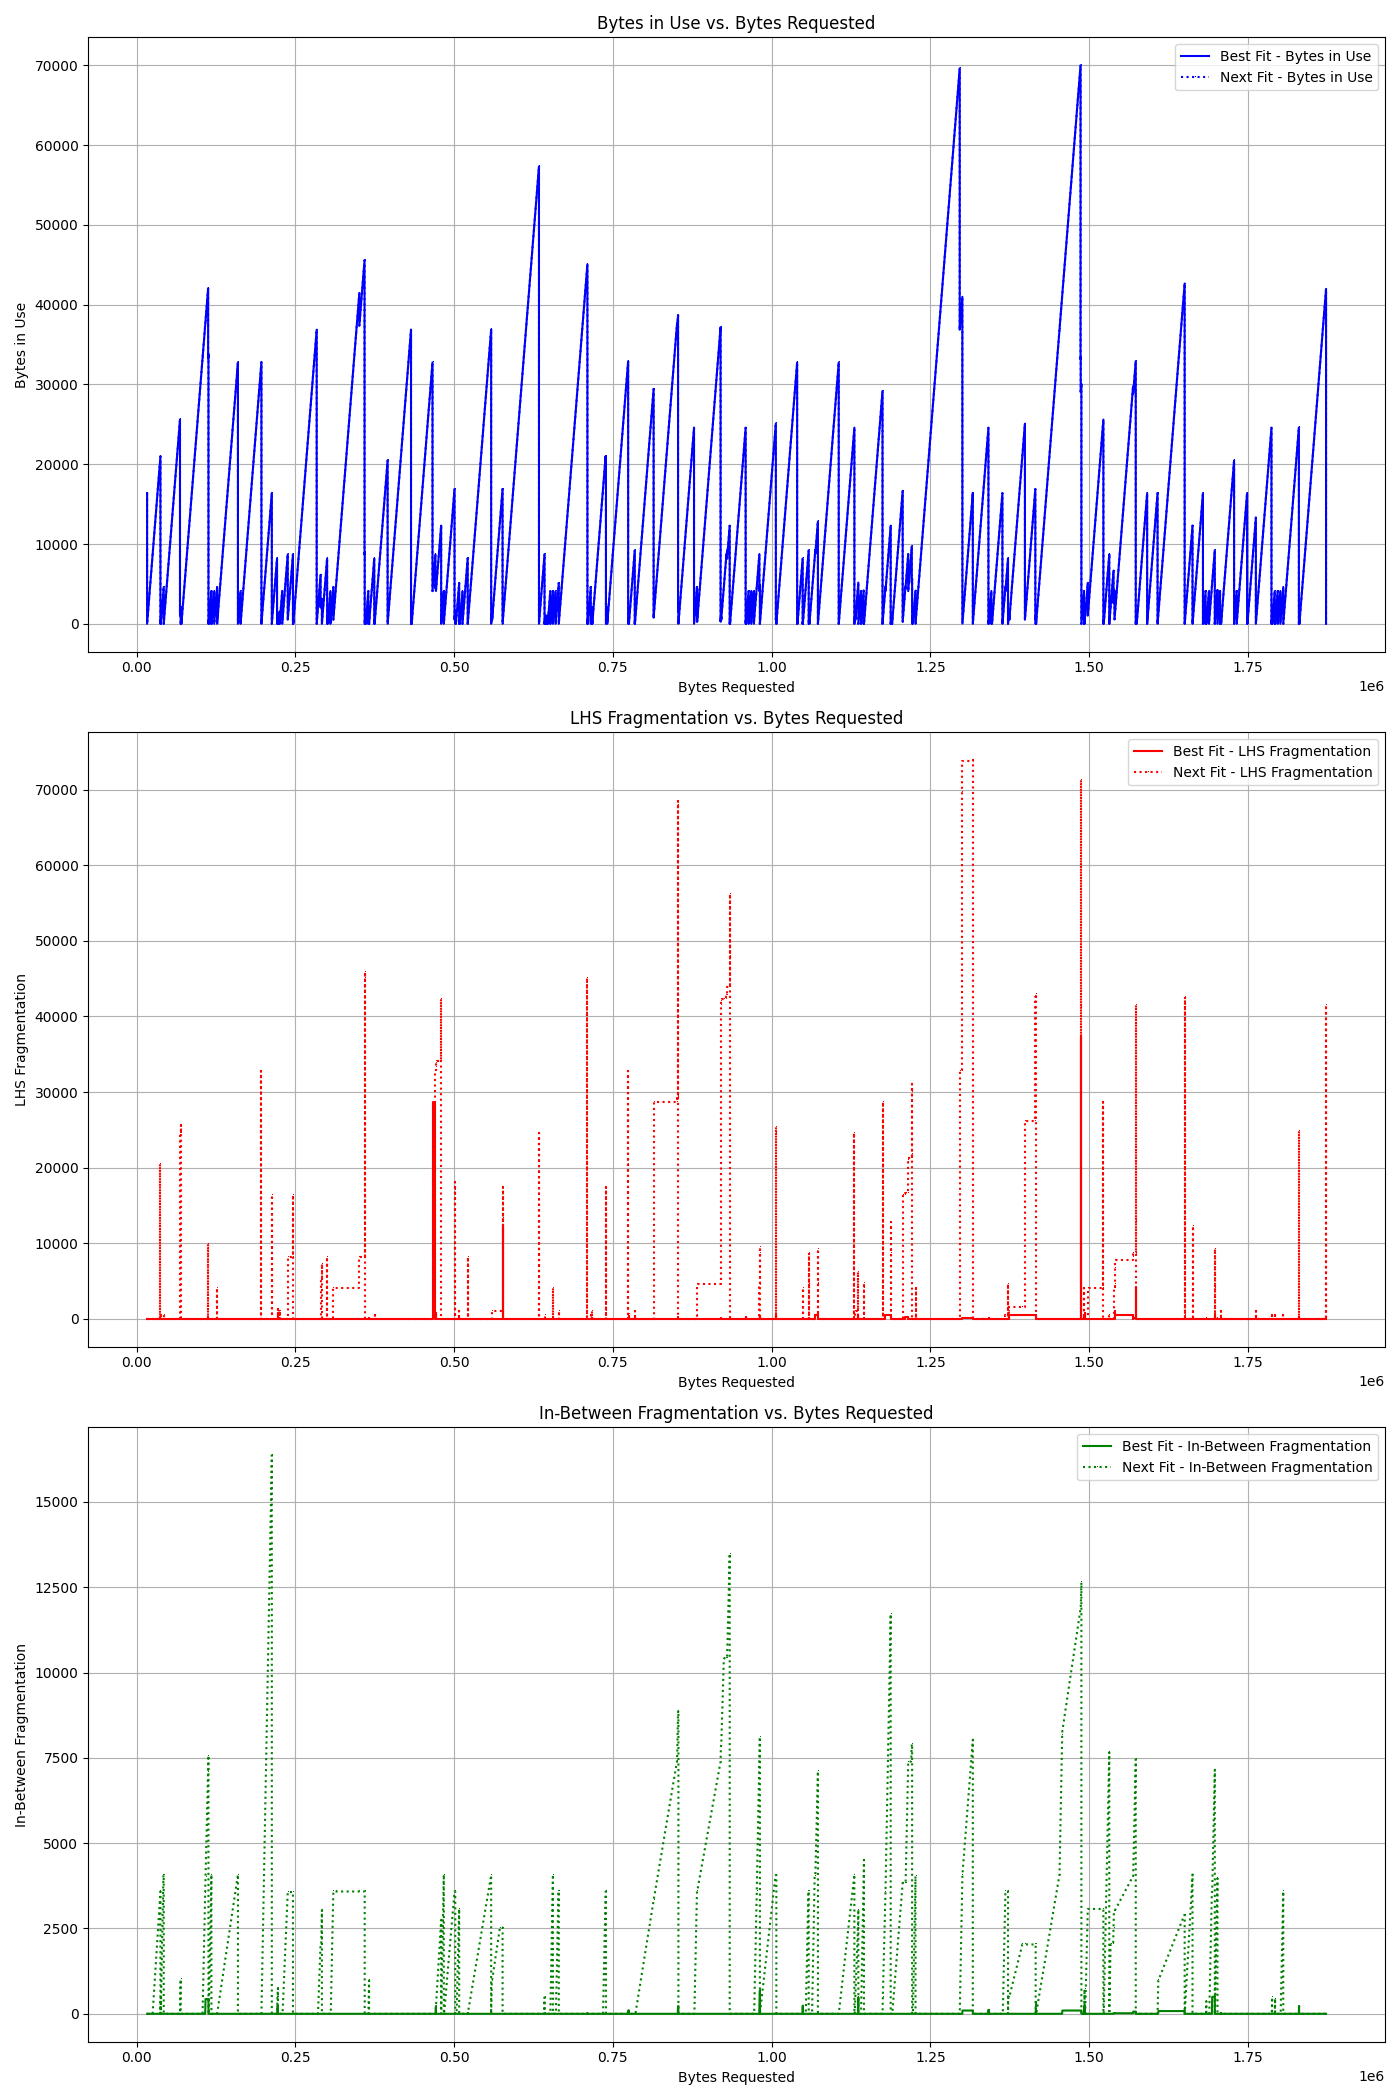 Bytes in Use vs. Bytes Requested
Best Fit - Bytes in Use
Next Fit - Bytes in Use
70000
60000
50000
40000
30000
20000
10000
0
Bytes in Use
0.00 0.25 0.50 0.75 1.00 1.25 1.50 1.75
1e6
Bytes Requested
LHS Fragmentation vs. Bytes Requested
Best Fit - LHS Fragmentation
Next Fit - LHS Fragmentation
70000
60000
50000
40000
30000
20000
10000
0
LHS Fragmentation
0.00 0.25 0.50 0.75 1.00 1.25 1.50 1.75
1e6
Bytes Requested
In-Between Fragmentation vs. Bytes Requested
Best Fit - In-Between Fragmentation
Next Fit - In-Between Fragmentation
15000
12500
10000
7500
5000
2500
0
In-Between Fragmentation
0.00 0.25 0.50 0.75 1.00 1.25 1.50 1.75
1e6
Bytes Requested